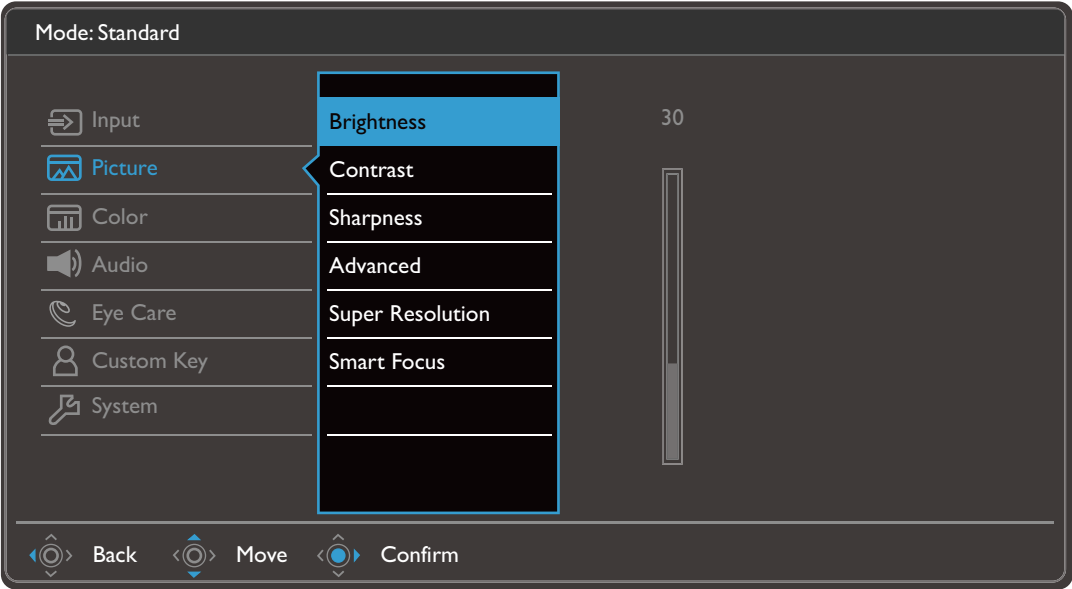 Mode: Standard
Input
Picture
Color
Audio
Eye Care
Custom Key
System
Brightness
Contrast
Sharpness
Advanced
Super Resolution
Smart Focus
30
Back Move Confirm